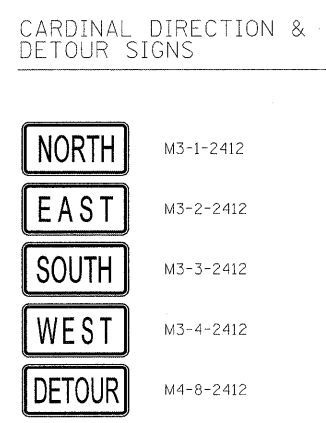 CARDINAL DIRECTION &
DETOUR SIGNS
NORTH M3-1-2412
EAST M3-2-2412
SOUTH M3-3-2412
WEST M3-4-2412
DETOUR M4-8-2412